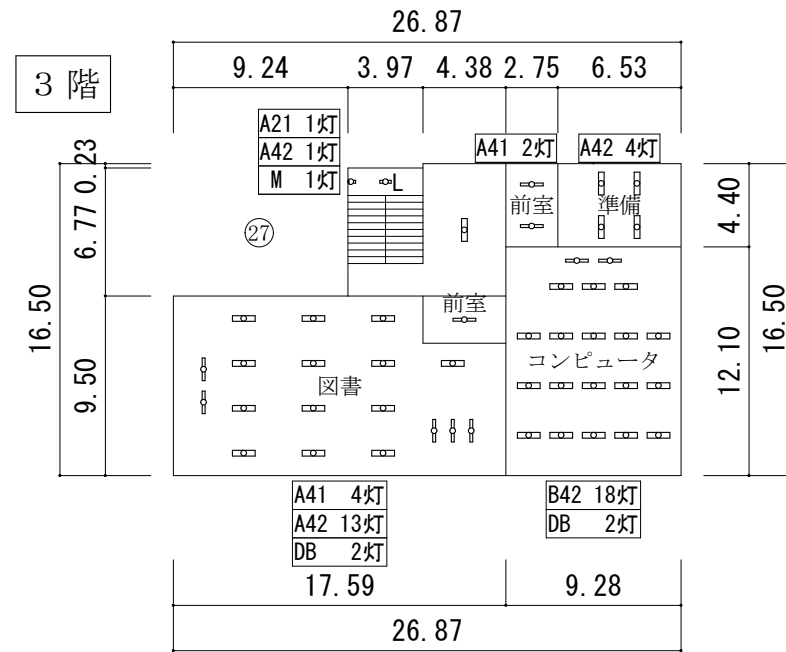 26.87
3階
9.24 3.97 4.38 2.75 6.53
A21 1灯
A42 1灯
M 1灯
A41 2灯
A42 4灯
0.23
6.77
16.50
9.50
L
27
前室
準備
4.40
前室
図書
コンピュータ
12.10
16.50
A41 4灯
A42 13灯
DB 2灯
B42 18灯
DB 2灯
17.59 9.28
26.87